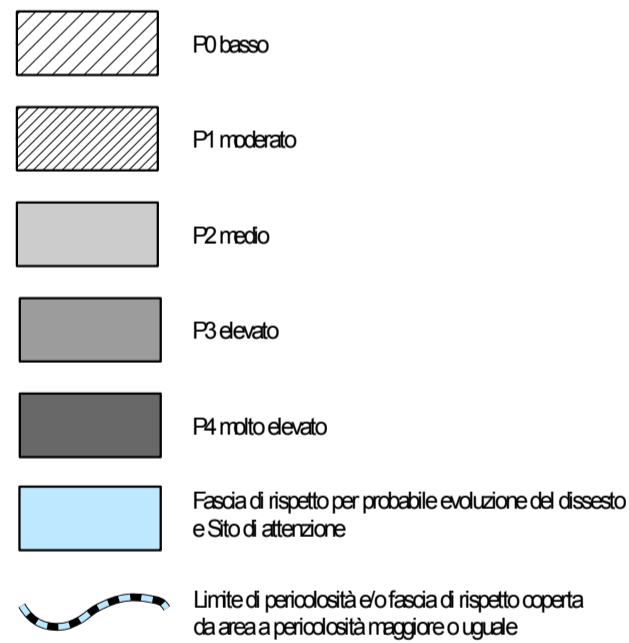 P0 basso
P1 moderato
P2 medio
P3 elevato
P4 molto elevato
Fascia di rispetto per probabile evoluzione del dissesto
e Sito di attenzione
Limite di pericolosità e/o fascia di rispetto coperta
da area a pericolosità maggiore o uguale